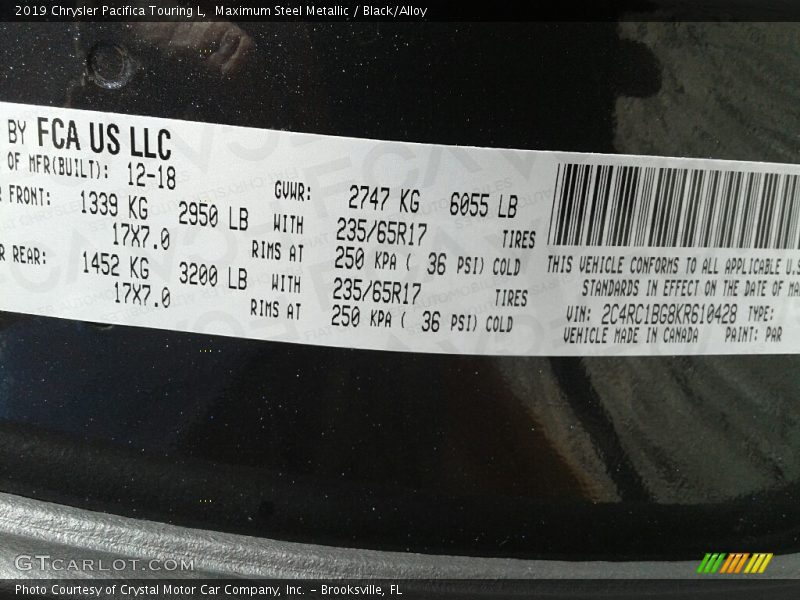 2019 Chrysler Pacifica Touring L, Maximum Steel Metallic / Black/Alloy
BY FCA US LLC
OF MFR(BUILT): 12-18
FRONT: 1339 KG 2950 LB
17X7.0 RIMS AT
R REAR: 1452 KG 3200 LB
17X7.0 RIMS AT
GVWR: 2747 KG 6055 LB
WITH 235/65R17 TIRES
250 KPA ( 36 PSI) COLD
WITH 235/65R17 TIRES
250 KPA ( 36 PSI) COLD
THIS VEHICLE CONFORMS TO ALL APPLICABLE U.S
STANDARDS IN EFFECT ON THE DATE OF MA
VIN: 2C4RC1BG8KR610428 TYPE:
VEHICLE MADE IN CANADA PAINT: PAR
GTCARLOT.COM
Photo Courtesy of Crystal Motor Car Company, Inc. – Brooksville, FL